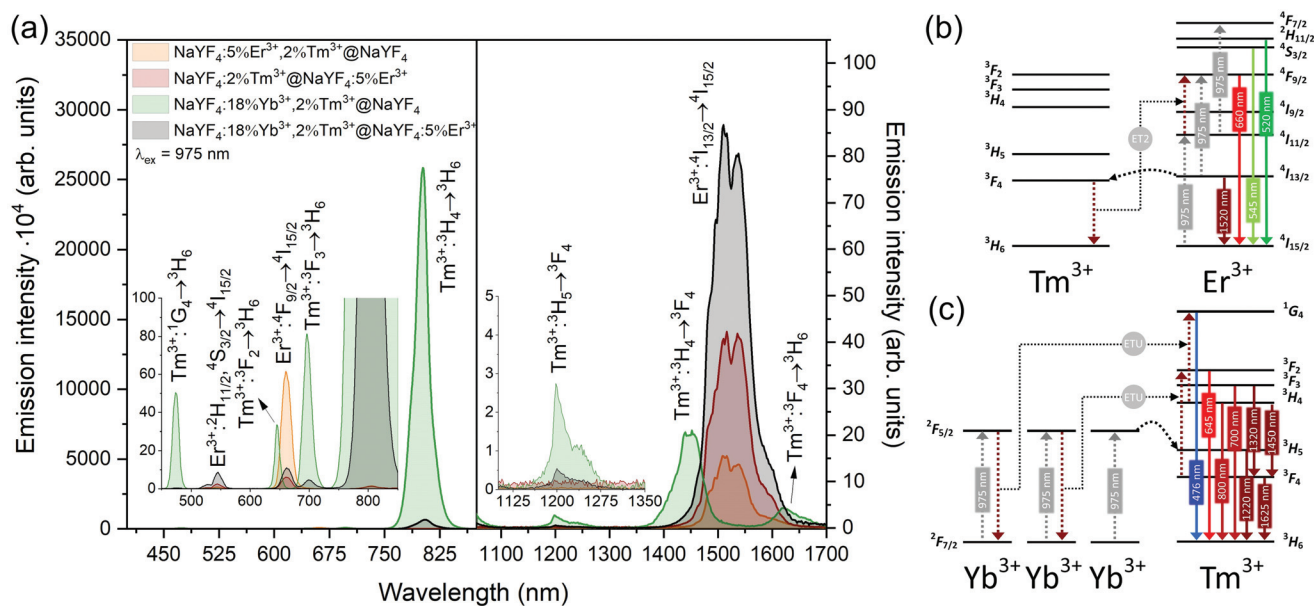 (a)
Emission intensity ·10⁴ (arb. units)
35000
30000
25000
20000
15000
10000
5000
0
NaYF₄:5%Er³⁺,2%Tm³⁺@NaYF₄
NaYF₄:2%Tm³⁺@NaYF₄:5%Er³⁺
NaYF₄:18%Yb³⁺,2%Tm³⁺@NaYF₄
NaYF₄:18%Yb³⁺,2%Tm³⁺@NaYF₄:5%Er³⁺
λex = 975 nm
Tm³⁺:¹G₄→³H₆
Er³⁺:²H11/2,⁴S3/2→⁴I15/2
Tm³⁺:³F₂→³H₆
Er³⁺:⁴F9/2→⁴I15/2
Tm³⁺:³F₃→³H₆
Tm³⁺:³H₄→³H₆
100
80
60
40
20
0
500 600 700 800
5
4
3
2
1
0
1125 1200 1275 1350
Tm³⁺:³H₅→³F₄
Tm³⁺:³H₄→³F₄
Er³⁺:⁴I13/2→⁴I15/2
Tm³⁺:³F₄→³H₆
100
90
80
70
60
50
40
30
20
10
0
Emission intensity (arb. units)
450 525 600 675 750 825 1100 1200 1300 1400 1500 1600 1700
Wavelength (nm)
(b)
³F₂
³F₃
³H₄
³H₅
³F₄
³H₆
Tm³⁺
ET2
975 nm
975 nm
975 nm
1520 nm
660 nm
545 nm
520 nm
⁴F7/2
²H11/2
⁴S3/2
⁴F9/2
⁴I9/2
⁴I11/2
⁴I13/2
⁴I15/2
Er³⁺
(c)
²F5/2
²F7/2
975 nm
975 nm
975 nm
Yb³⁺ Yb³⁺ Yb³⁺
ETU
ETU
476 nm
645 nm
800 nm
700 nm
1220 nm
1320 nm
1625 nm
1450 nm
¹G₄
³F₂
³F₃
³H₄
³H₅
³F₄
³H₆
Tm³⁺